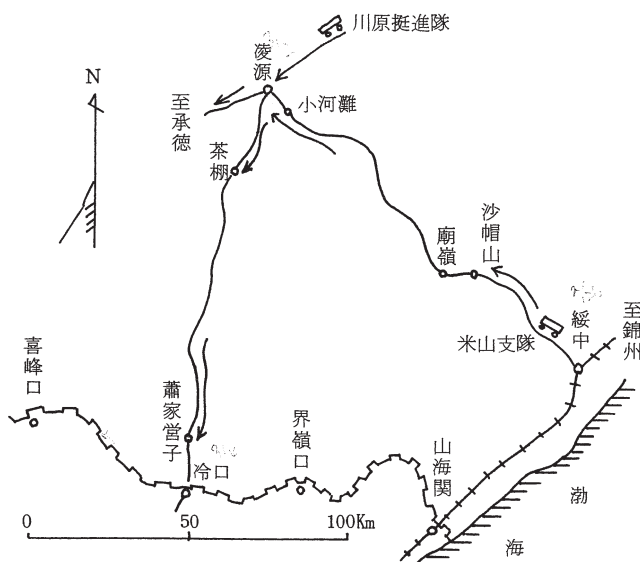 川原挺進隊
凌源
N
至承徳
小河灘
茶棚
沙帽山
廟嶺
綏中
至錦州
米山支隊
喜峰口
蕭家営子
冷口
界嶺口
山海関
渤海
0
50
100Km